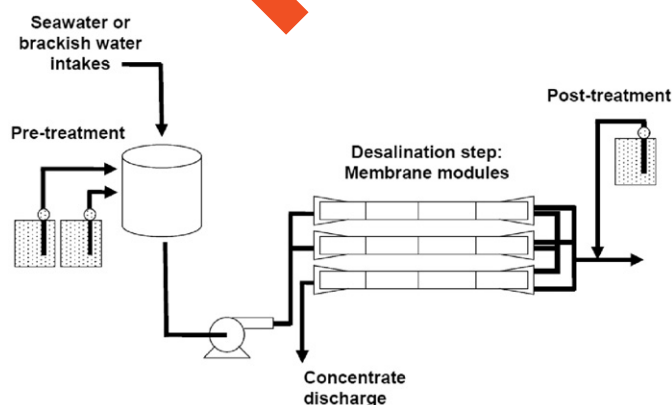 Seawater or
brackish water
intakes
Pre-treatment
Post-treatment
Desalination step:
Membrane modules
Concentrate
discharge